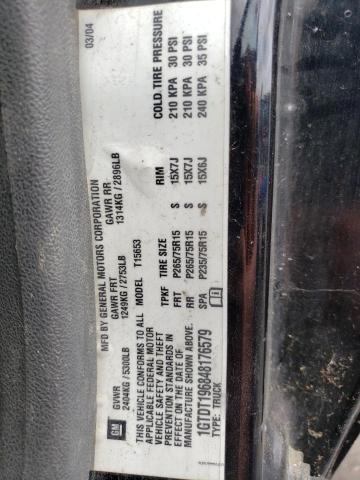 MFD BY GENERAL MOTORS CORPORATION
03/04
GVWR GAWR FRT GAWR RR
2404KG/5300LB 1249KG/2753LB 1314KG/2896LB
GM
THIS VEHICLE CONFORMS TO ALL
APPLICABLE FEDERAL MOTOR
VEHICLE SAFETY AND THEFT
PREVENTION STANDARDS IN
EFFECT ON THE DATE OF
MANUFACTURE SHOWN ABOVE.
1GTDT196848176579
TYPE: TRUCK
MODEL: T15653
TPKF TIRE SIZE RIM COLD TIRE PRESSURE
FRT P265/75R15 S 15X7J 210 KPA 30 PSI
RR P265/75R15 S 15X7J 210 KPA 30 PSI
SPA P235/75R15 S 15X6J 240 KPA 35 PSI